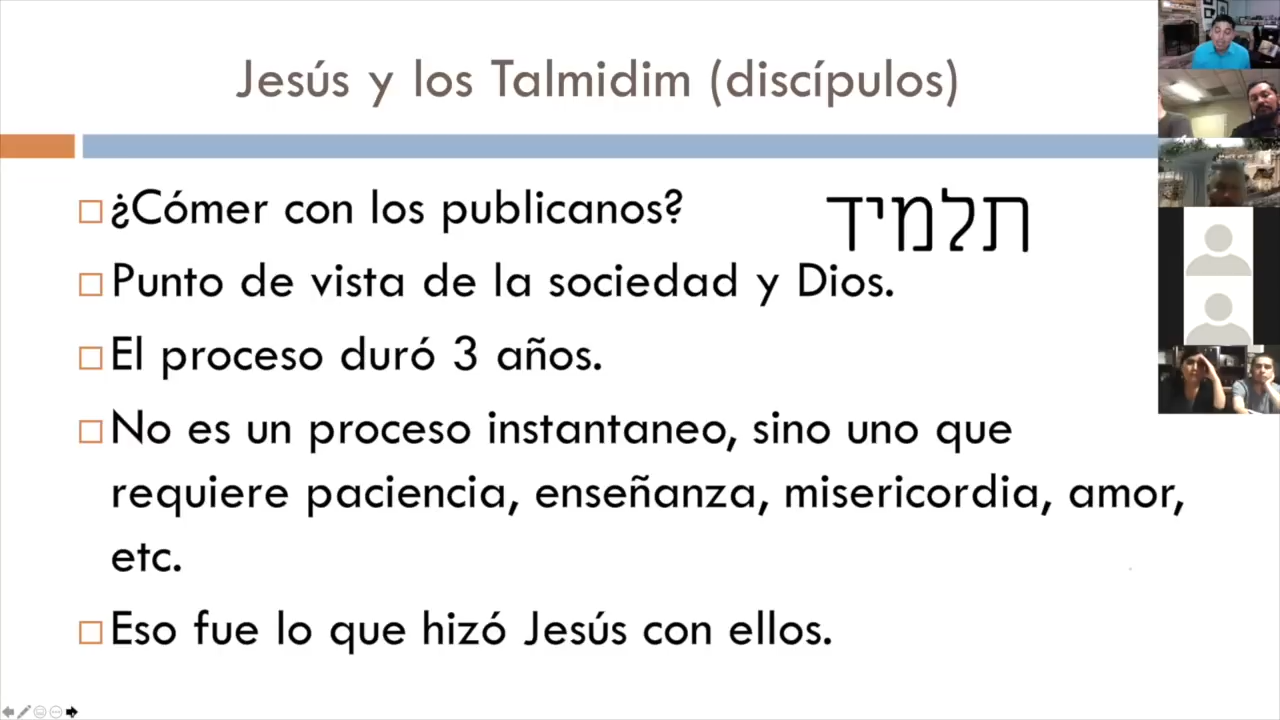 Jesús y los Talmidim (discípulos)
¿Cómer con los publicanos?
תלמיד
Punto de vista de la sociedad y Dios.
El proceso duró 3 años.
No es un proceso instantaneo, sino uno que
requiere paciencia, enseñanza, misericordia, amor,
etc.
Eso fue lo que hizó Jesús con ellos.